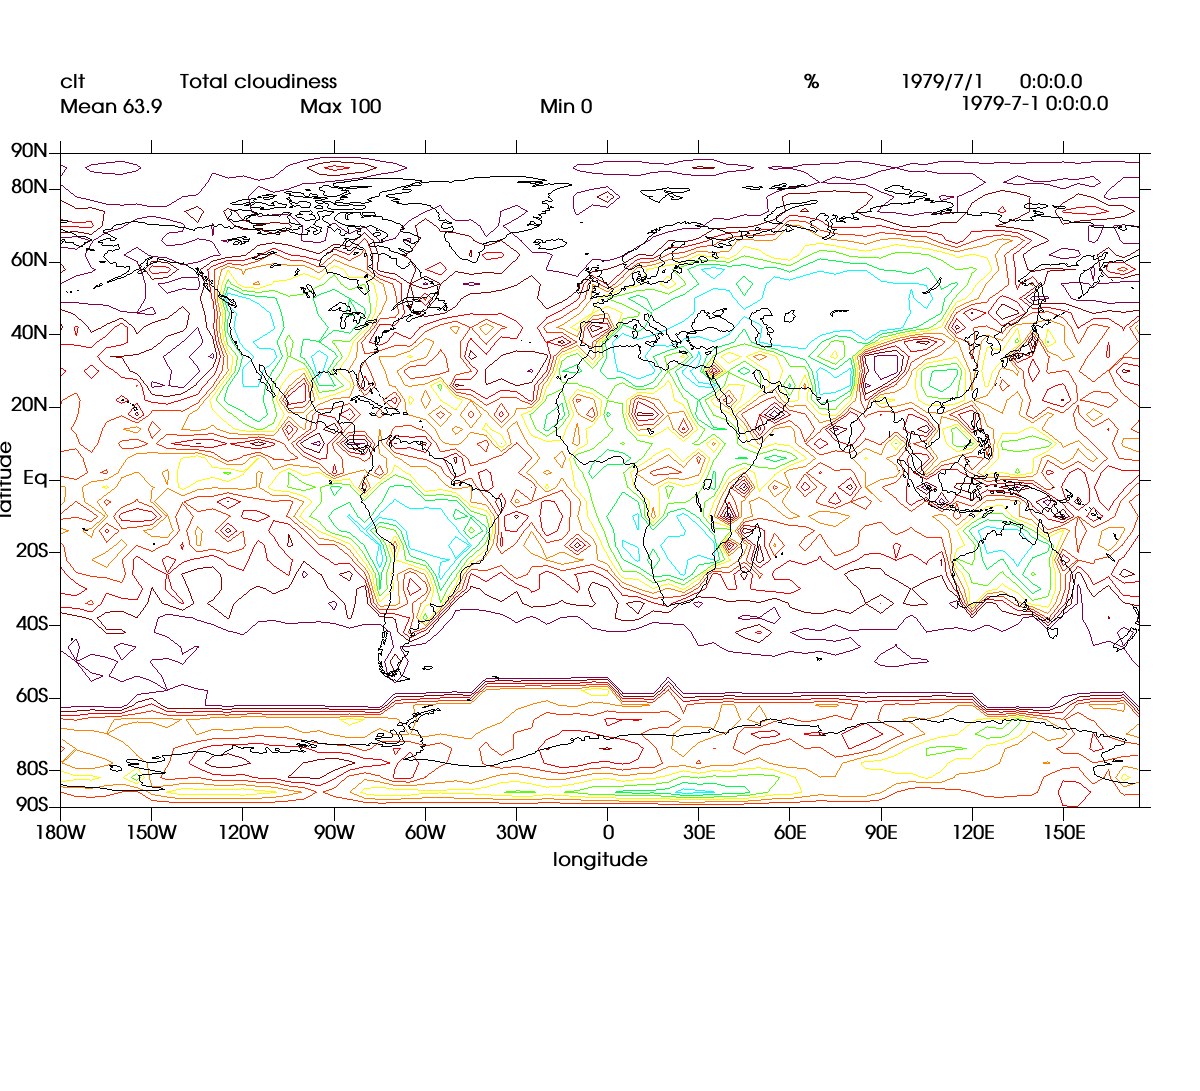 clt Total cloudiness % 1979/7/1 0:0:0.0
Mean 63.9 Max 100 Min 0 1979-7-1 0:0:0.0
90N
80N
60N
40N
20N
Eq
20S
40S
60S
80S
90S
latitude
180W 150W 120W 90W 60W 30W 0 30E 60E 90E 120E 150E
longitude